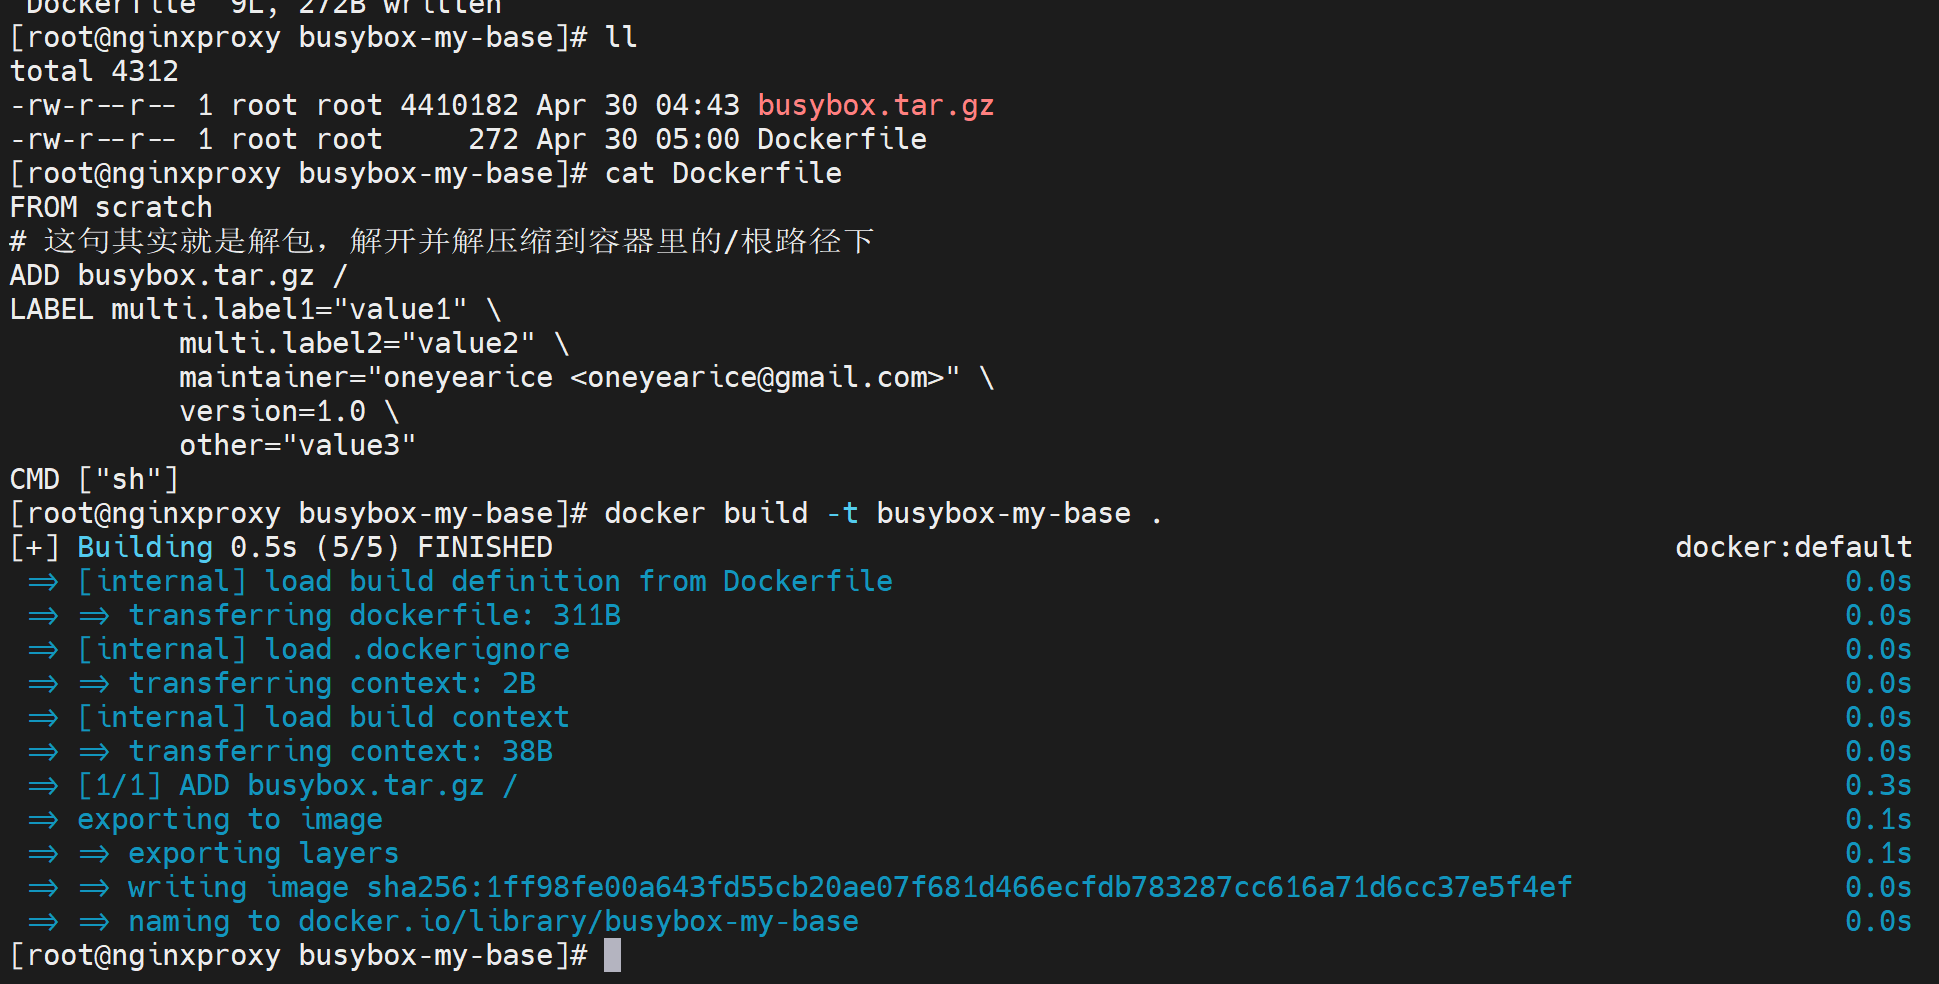 Dockerfile" 9L, 272B written
[root@nginxproxy busybox-my-base]# ll
total 4312
-rw-r--r-- 1 root root 4410182 Apr 30 04:43 busybox.tar.gz
-rw-r--r-- 1 root root     272 Apr 30 05:00 Dockerfile
[root@nginxproxy busybox-my-base]# cat Dockerfile
FROM scratch
# 这句其实就是解包，解开并解压缩到容器里的/根路径下
ADD busybox.tar.gz /
LABEL multi.label1="value1" \
          multi.label2="value2" \
          maintainer="oneyearice <oneyearice@gmail.com>" \
          version=1.0 \
          other="value3"
CMD ["sh"]
[root@nginxproxy busybox-my-base]# docker build -t busybox-my-base .
[+] Building 0.5s (5/5) FINISHED docker:default
=> [internal] load build definition from Dockerfile 0.0s
=> => transferring dockerfile: 311B 0.0s
=> [internal] load .dockerignore 0.0s
=> => transferring context: 2B 0.0s
=> [internal] load build context 0.0s
=> => transferring context: 38B 0.0s
=> [1/1] ADD busybox.tar.gz / 0.3s
=> exporting to image 0.1s
=> => exporting layers 0.1s
=> => writing image sha256:1ff98fe00a643fd55cb20ae07f681d466ecfdb783287cc616a71d6cc37e5f4ef 0.0s
=> => naming to docker.io/library/busybox-my-base 0.0s
[root@nginxproxy busybox-my-base]#